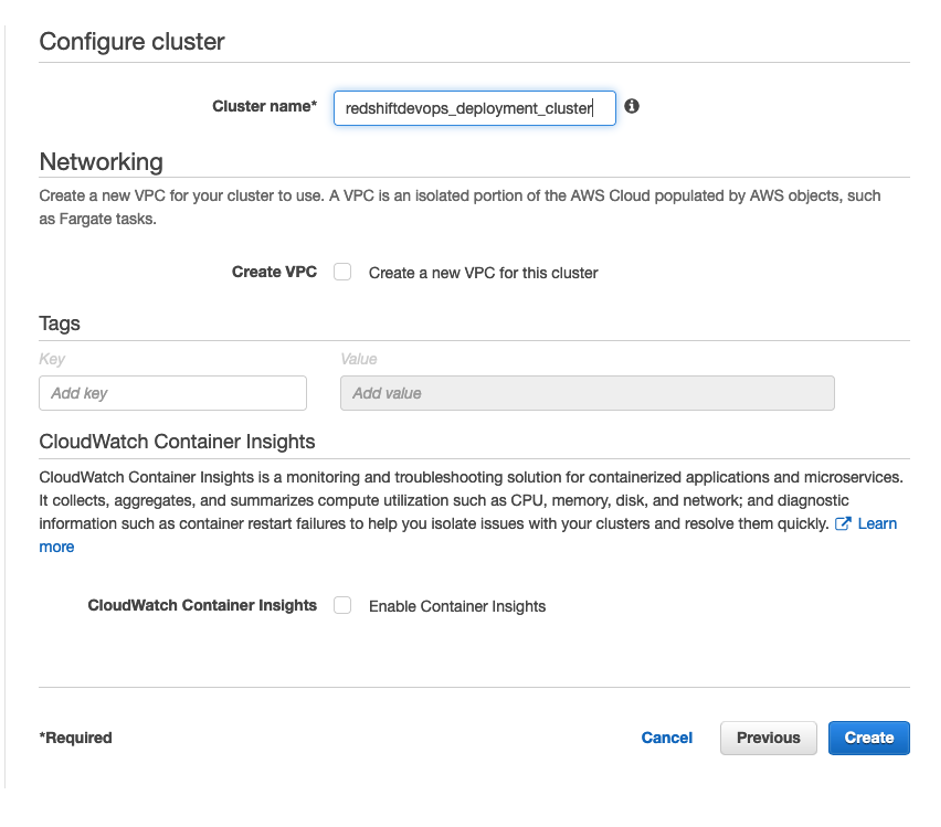 Configure cluster
Cluster name* redshiftdevops_deployment_cluster
Networking
Create a new VPC for your cluster to use. A VPC is an isolated portion of the AWS Cloud populated by AWS objects, such
as Fargate tasks.
Create VPC Create a new VPC for this cluster
Tags
Key Value
Add key Add value
CloudWatch Container Insights
CloudWatch Container Insights is a monitoring and troubleshooting solution for containerized applications and microservices.
It collects, aggregates, and summarizes compute utilization such as CPU, memory, disk, and network; and diagnostic
information such as container restart failures to help you isolate issues with your clusters and resolve them quickly. Learn
more
CloudWatch Container Insights Enable Container Insights
*Required Cancel Previous Create